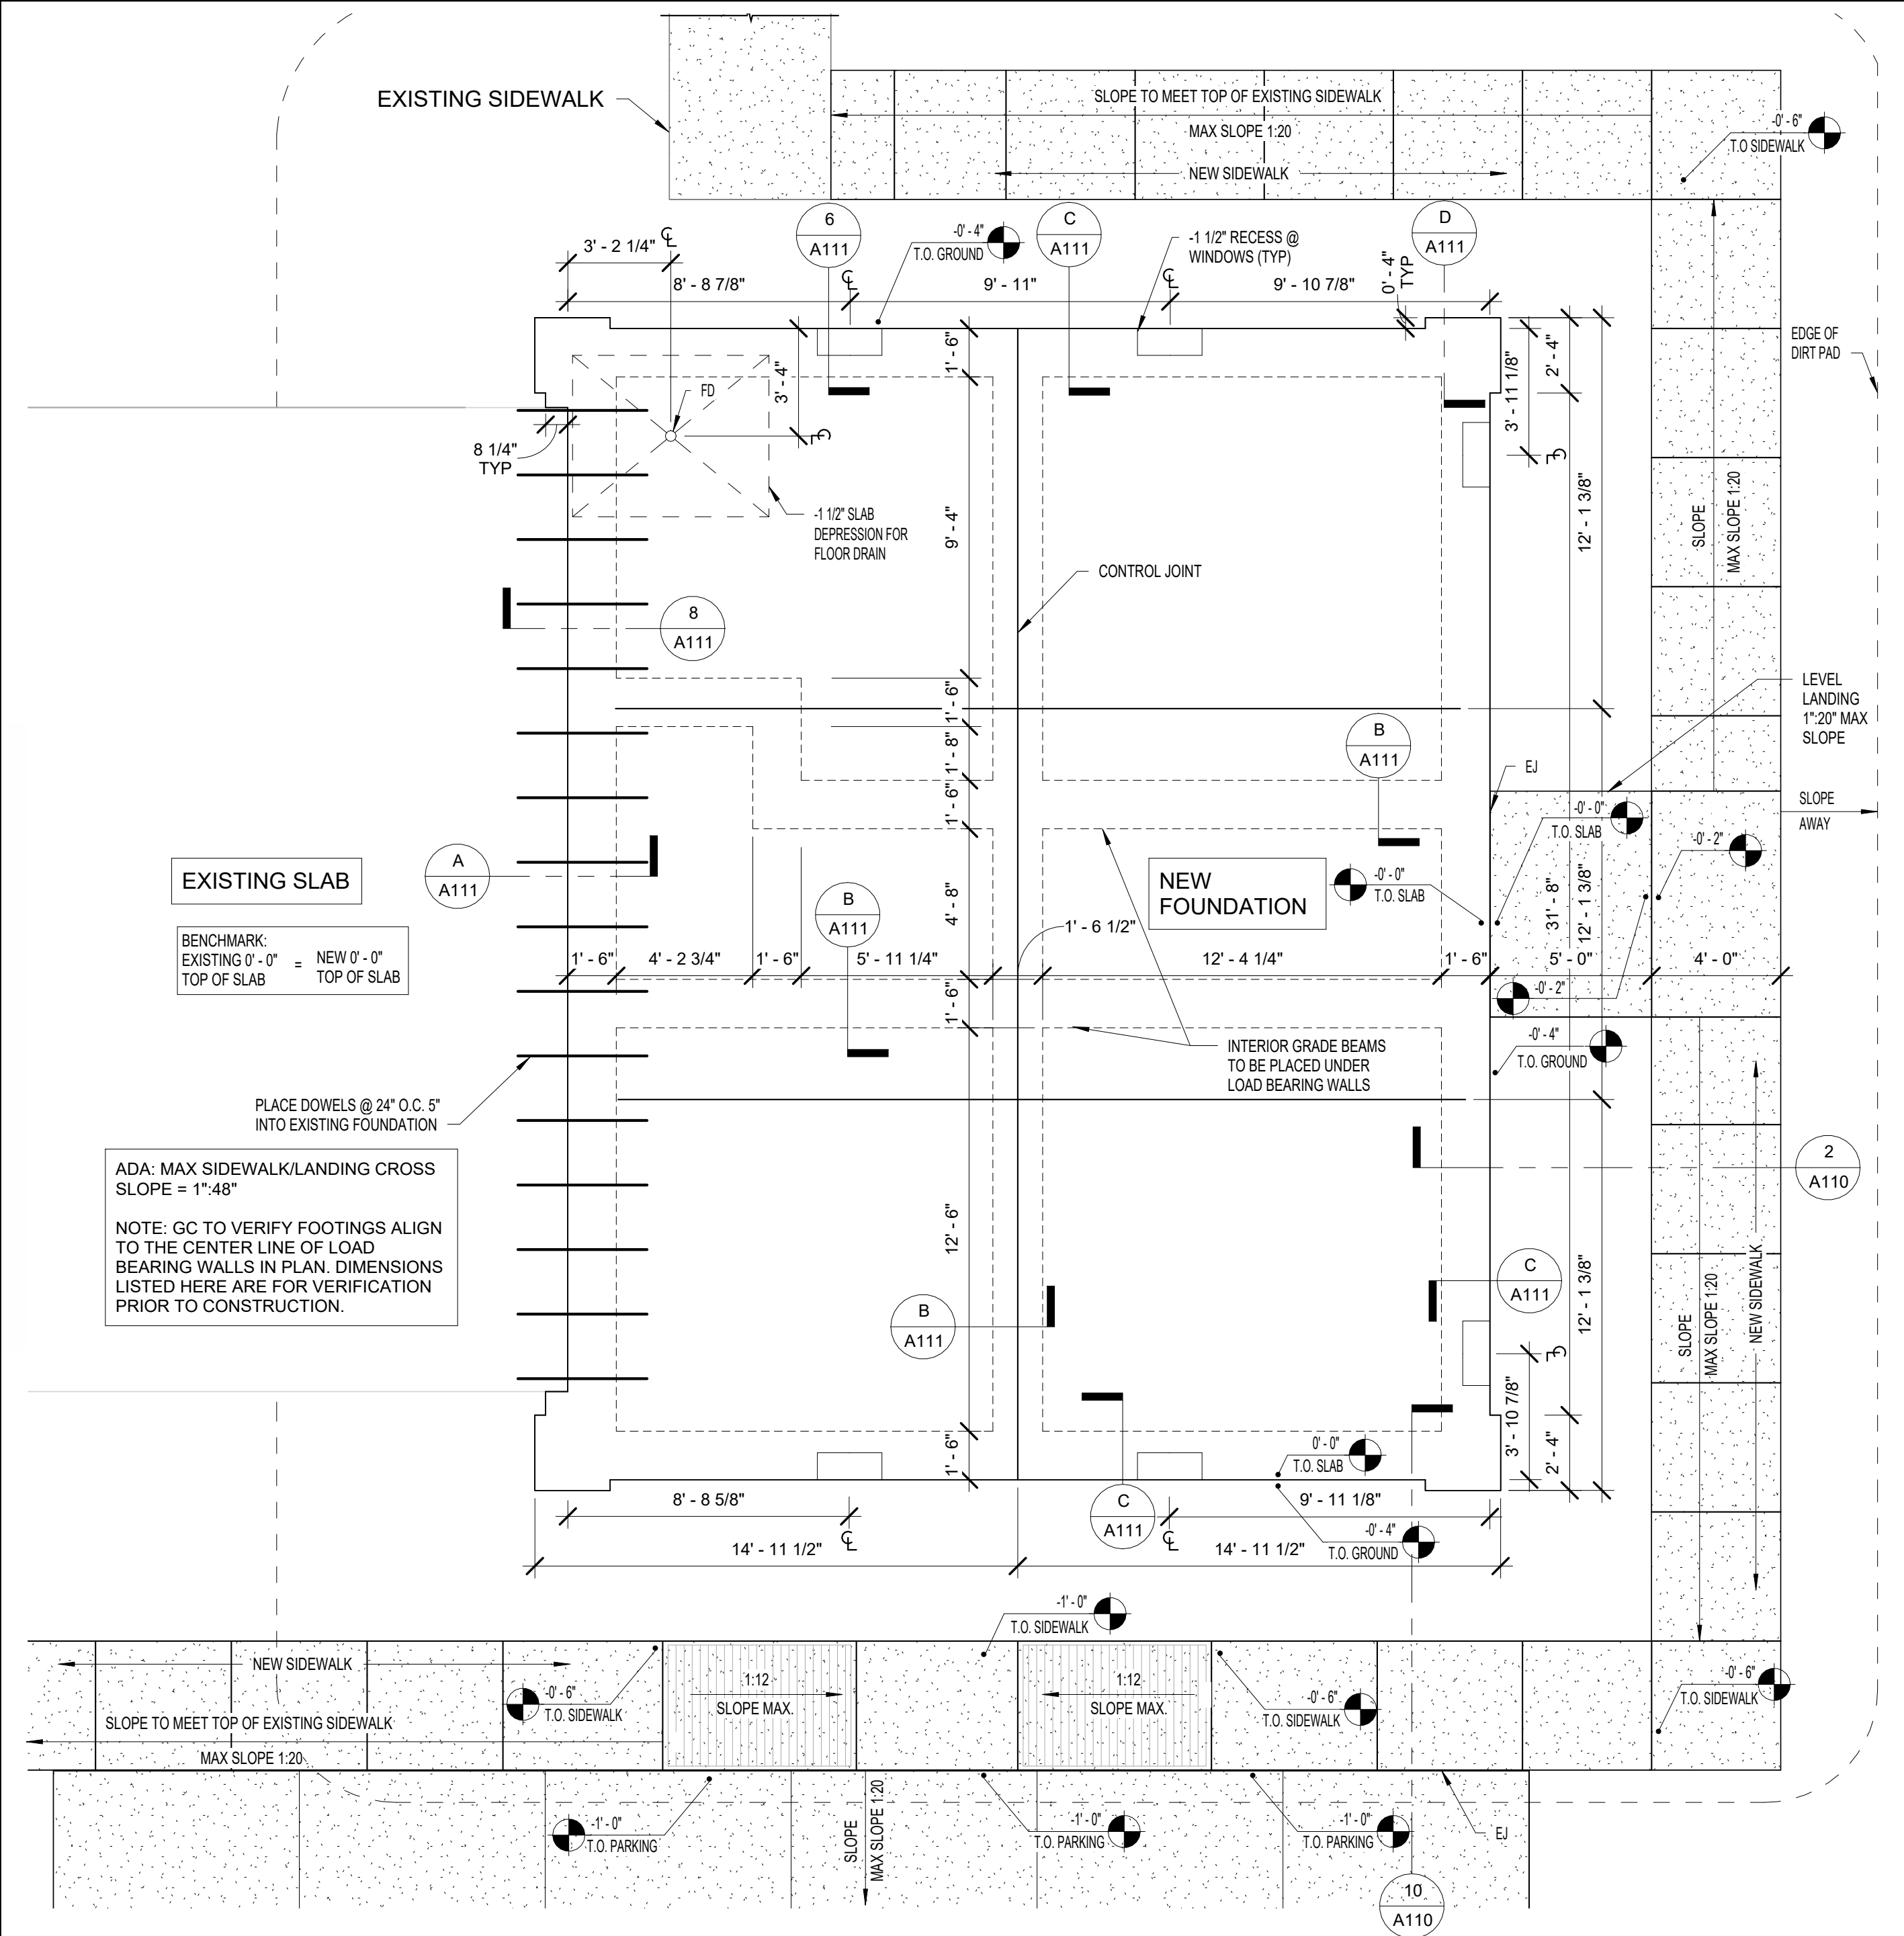 EXISTING SIDEWALK
SLOPE TO MEET TOP OF EXISTING SIDEWALK
MAX SLOPE 1:20
NEW SIDEWALK
-0' - 6"
T.O SIDEWALK
6
A111
-0' - 4"
T.O. GROUND
C
A111
-1 1/2" RECESS @
WINDOWS (TYP)
D
A111
3' - 2 1/4"
8' - 8 7/8"
9' - 11"
9' - 10 7/8"
0' - 4"
TYP
EDGE OF
DIRT PAD
1' - 6"
3' - 4"
FD
3' - 11 1/8"
2' - 4"
8 1/4"
TYP
-1 1/2" SLAB
DEPRESSION FOR
FLOOR DRAIN
9' - 4"
12' - 1 3/8"
SLOPE
MAX SLOPE 1:20
CONTROL JOINT
8
A111
LEVEL
LANDING
1":20" MAX
SLOPE
1' - 6"
1' - 8"
1' - 6"
B
A111
EJ
SLOPE
AWAY
-0' - 0"
T.O. SLAB
-0' - 2"
EXISTING SLAB
A
A111
B
A111
4' - 8"
NEW
FOUNDATION
-0' - 0"
T.O. SLAB
31' - 8"
12' - 1 3/8"
1' - 6 1/2"
BENCHMARK:
EXISTING 0' - 0"
TOP OF SLAB
=
NEW 0' - 0"
TOP OF SLAB
1' - 6"
4' - 2 3/4"
1' - 6"
5' - 11 1/4"
12' - 4 1/4"
1' - 6"
5' - 0"
4' - 0"
-0' - 2"
1' - 6"
-0' - 4"
T.O. GROUND
INTERIOR GRADE BEAMS
TO BE PLACED UNDER
LOAD BEARING WALLS
PLACE DOWELS @ 24" O.C. 5"
INTO EXISTING FOUNDATION
ADA: MAX SIDEWALK/LANDING CROSS
SLOPE = 1":48"
NOTE: GC TO VERIFY FOOTINGS ALIGN
TO THE CENTER LINE OF LOAD
BEARING WALLS IN PLAN. DIMENSIONS
LISTED HERE ARE FOR VERIFICATION
PRIOR TO CONSTRUCTION.
2
A110
12' - 6"
C
A111
12' - 1 3/8"
B
A111
SLOPE
MAX SLOPE 1:20
NEW SIDEWALK
3' - 10 7/8"
2' - 4"
1' - 6"
0' - 0"
T.O. SLAB
8' - 8 5/8"
C
A111
9' - 11 1/8"
-0' - 4"
T.O. GROUND
14' - 11 1/2"
14' - 11 1/2"
-1' - 0"
T.O. SIDEWALK
NEW SIDEWALK
-0' - 6"
T.O. SIDEWALK
1:12
SLOPE MAX.
1:12
SLOPE MAX.
-0' - 6"
T.O. SIDEWALK
-0' - 6"
T.O. SIDEWALK
SLOPE TO MEET TOP OF EXISTING SIDEWALK
MAX SLOPE 1:20
-1' - 0"
T.O. PARKING
SLOPE
MAX SLOPE 1:20
-1' - 0"
T.O. PARKING
-1' - 0"
T.O. PARKING
EJ
10
A110